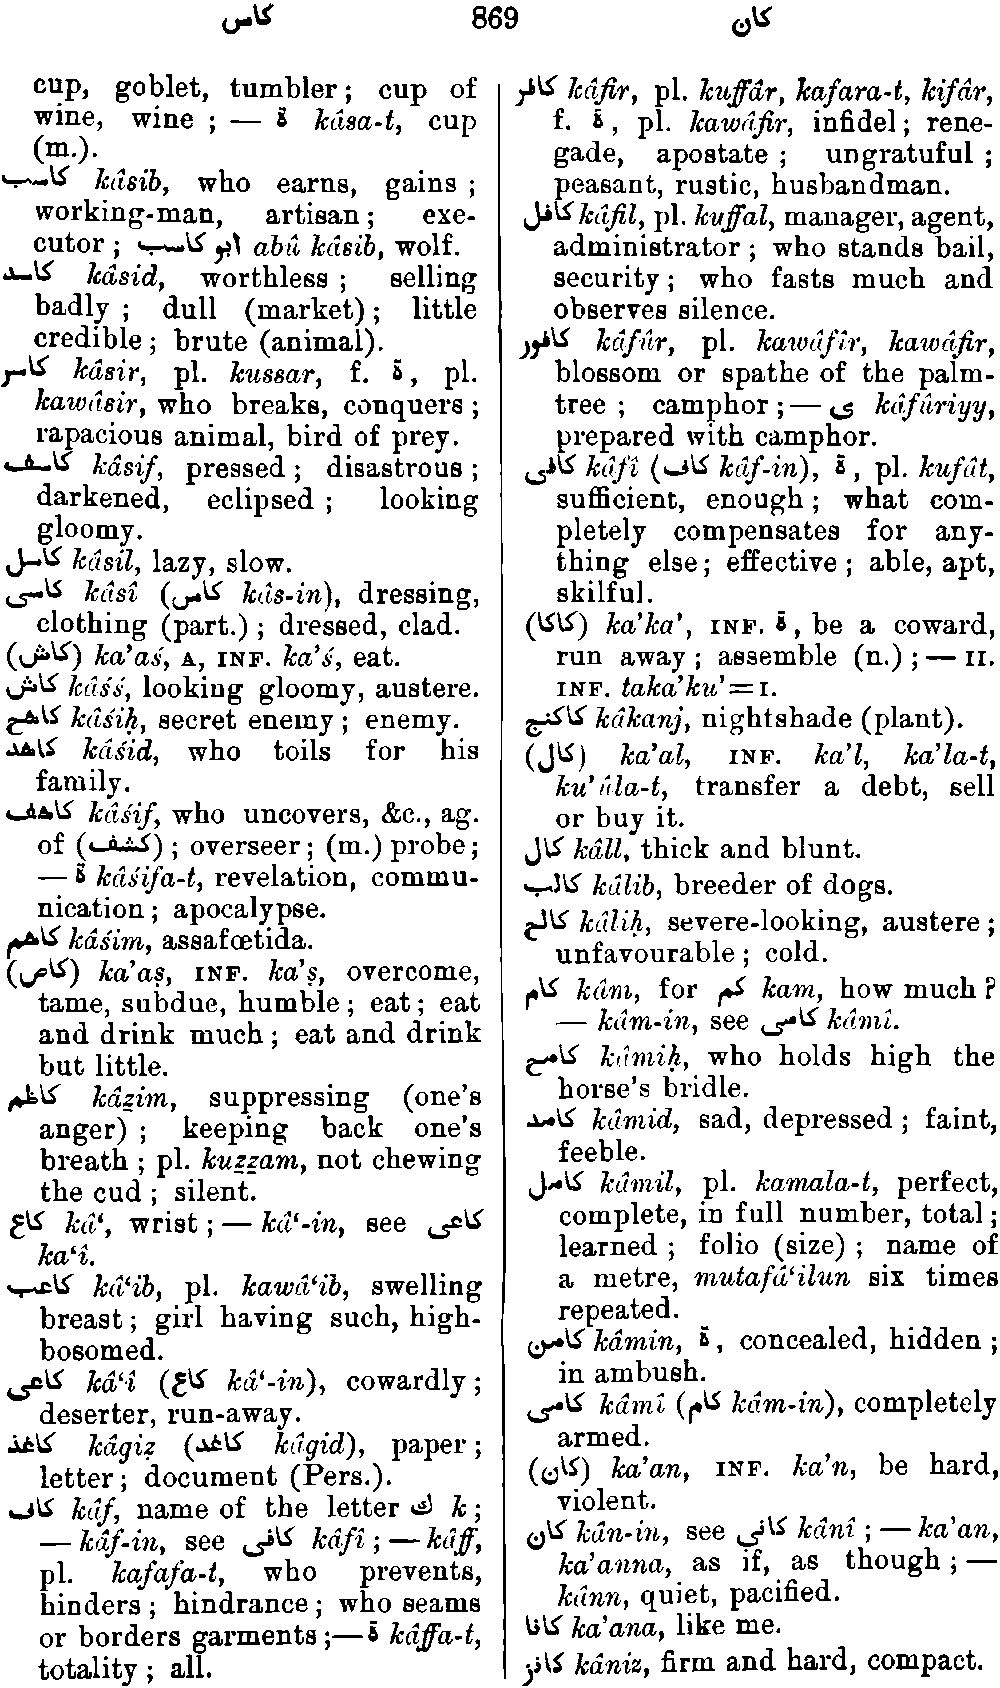 كاس 869 كان
cup, goblet, tumbler; cup of
wine, wine; — ة kâsa-t, cup
(m.).
كاسب kâsib, who earns, gains;
working-man, artisan; exe-
cutor; ابو كاسب abû kâsib, wolf.
كاسد kâsid, worthless; selling
badly; dull (market); little
credible; brute (animal).
كاسر kâsir, pl. kussar, f. ة, pl.
kawâsir, who breaks, conquers;
rapacious animal, bird of prey.
كاسف kâsif, pressed; disastrous;
darkened, eclipsed; looking
gloomy.
كاسل kâsil, lazy, slow.
كاسى kâsî (كاس kâs-in), dressing,
clothing (part.); dressed, clad.
(كاش) ka’aś, A, INF. ka’ś, eat.
كاش kâśś, looking gloomy, austere.
كاشح kâśiḥ, secret enemy; enemy.
كاشد kâśid, who toils for his
family.
كاشف kâśif, who uncovers, &c., ag.
of (كشف); overseer; (m.) probe;
— ة kâśifa-t, revelation, commu-
nication; apocalypse.
كاشم kâśim, assafœtida.
(كاص) ka’aṣ, INF. ka’ṣ, overcome,
tame, subdue, humble; eat; eat
and drink much; eat and drink
but little.
كاظم kâẕim, suppressing (one’s
anger); keeping back one’s
breath; pl. kuẕẕam, not chewing
the cud; silent.
كاع kâ‘, wrist; — kâ‘-in, see كاعى
ka‘î.
كاعب kâ‘ib, pl. kawâ‘ib, swelling
breast; girl having such, high-
bosomed.
كاعى kâ‘î (كاع kâ‘-in), cowardly;
deserter, run-away.
كاغذ kâgiẓ (كاغد kâgid), paper;
letter; document (Pers.).
كاف kâf, name of the letter ك k;
— kâf-in, see كافى kâfî; — kâff,
pl. kafafa-t, who prevents,
hinders; hindrance; who seams
or borders garments; — ة kâffa-t,
totality; all.
كافر kâfir, pl. kuffâr, kafara-t, kifâr,
f. ة, pl. kawâfir, infidel; rene-
gade, apostate; ungratuful;
peasant, rustic, husbandman.
كافل kâfil, pl. kuffal, manager, agent,
administrator; who stands bail,
security; who fasts much and
observes silence.
كافور kâfûr, pl. kawâfîr, kawâfir,
blossom or spathe of the palm-
tree; camphor; — ى kâfûriyy,
prepared with camphor.
كافى kâfî (كاف kâf-in), ة, pl. kufât,
sufficient, enough; what com-
pletely compensates for any-
thing else; effective; able, apt,
skilful.
(كاكا) ka’ka’, INF. ة, be a coward,
run away; assemble (n.); — II.
INF. taka’ku’ = I.
كاكنج kâkanj, nightshade (plant).
(كال) ka’al, INF. ka’l, ka’la-t,
ku’ûla-t, transfer a debt, sell
or buy it.
كال kâll, thick and blunt.
كالب kâlib, breeder of dogs.
كالح kâliḥ, severe-looking, austere;
unfavourable; cold.
كام kâm, for كم kam, how much?
— kâm-in, see كامى kâmî.
كامح kâmiḥ, who holds high the
horse’s bridle.
كامد kâmid, sad, depressed; faint,
feeble.
كامل kâmil, pl. kamala-t, perfect,
complete, in full number, total;
learned; folio (size); name of
a metre, mutafâ‘ilun six times
repeated.
كامن kâmin, ة, concealed, hidden;
in ambush.
كامى kâmî (كام kâm-in), completely
armed.
(كان) ka’an, INF. ka’n, be hard,
violent.
كان kân-in, see كانى kânî; — ka’an,
ka’anna, as if, as though; —
kânn, quiet, pacified.
كانا ka’ana, like me.
كانز kâniz, firm and hard, compact.